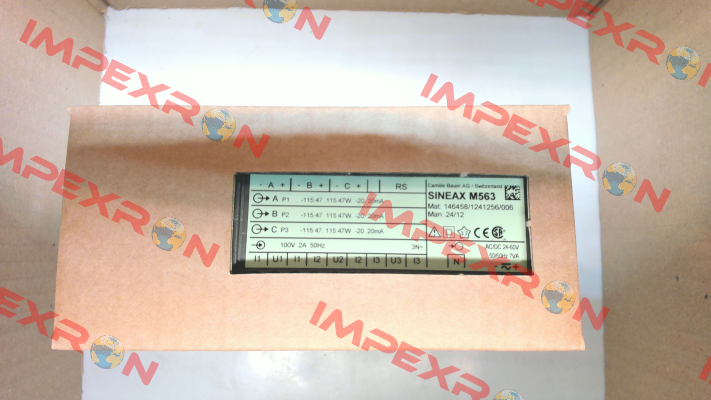 IMPEXRON
IMPEXRON
IMPEXRON
IMPEXRON
IMPEXRON
IMPEXRON
- A + - B + - C + RS
Camille Bauer AG / Switzerland
SINEAX M563
Mat. 146458/1241256/006
Man. 24/12
A P1 -115.47..115.47W -20..20mA
B P2 -115.47..115.47W -20..20mA
C P3 -115.47..115.47W -20..20mA
100V 2A 50Hz 3N~
AC/DC 24-60V
50/60Hz 7VA
I1 U1 I1 I2 U2 I2 I3 U3 I3 N - +
IMPEXRON
IMPEXRON
IMPEXRON